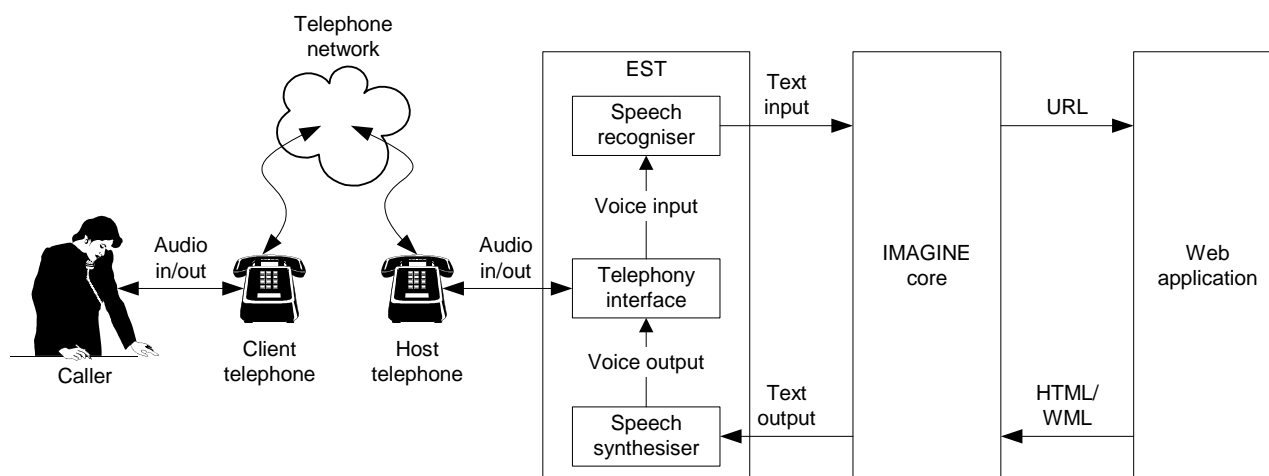 Telephone
network
EST
Speech
recogniser
Text
input
URL
Voice input
Audio
in/out
Audio
in/out
Telephony
interface
IMAGINE
core
Web
application
Caller
Client
telephone
Host
telephone
Voice output
Speech
synthesiser
Text
output
HTML/
WML